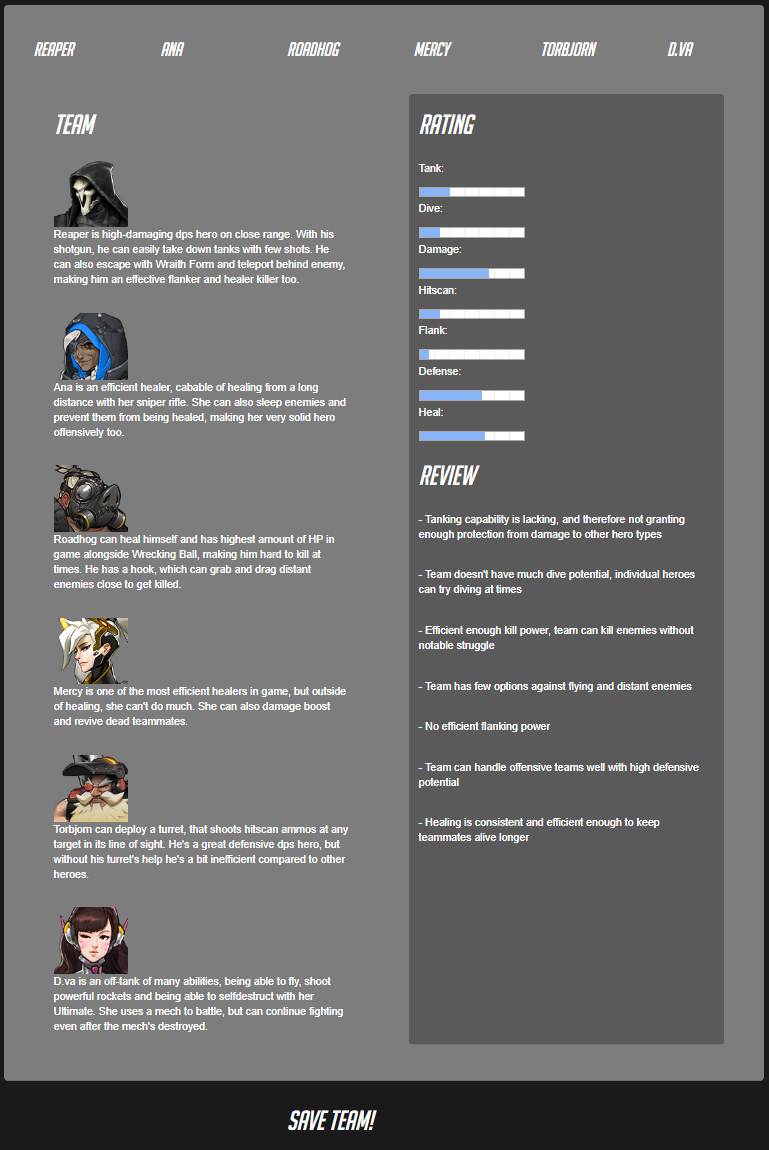 REAPER ANA ROADHOG MERCY TORBJORN D.VA
TEAM
Reaper is high-damaging dps hero on close range. With his
shotgun, he can easily take down tanks with few shots. He
can also escape with Wraith Form and teleport behind enemy,
making him an effective flanker and healer killer too.
Ana is an efficient healer, cabable of healing from a long
distance with her sniper rifle. She can also sleep enemies and
prevent them from being healed, making her very solid hero
offensively too.
Roadhog can heal himself and has highest amount of HP in
game alongside Wrecking Ball, making him hard to kill at
times. He has a hook, which can grab and drag distant
enemies close to get killed.
Mercy is one of the most efficient healers in game, but outside
of healing, she can't do much. She can also damage boost
and revive dead teammates.
Torbjorn can deploy a turret, that shoots hitscan ammos at any
target in its line of sight. He's a great defensive dps hero, but
without his turret's help he's a bit inefficient compared to other
heroes.
D.va is an off-tank of many abilities, being able to fly, shoot
powerful rockets and being able to selfdestruct with her
Ultimate. She uses a mech to battle, but can continue fighting
even after the mech's destroyed.
RATING
Tank:
Dive:
Damage:
Hitscan:
Flank:
Defense:
Heal:
REVIEW
- Tanking capability is lacking, and therefore not granting
enough protection from damage to other hero types
- Team doesn't have much dive potential, individual heroes
can try diving at times
- Efficient enough kill power, team can kill enemies without
notable struggle
- Team has few options against flying and distant enemies
- No efficient flanking power
- Team can handle offensive teams well with high defensive
potential
- Healing is consistent and efficient enough to keep
teammates alive longer
SAVE TEAM!